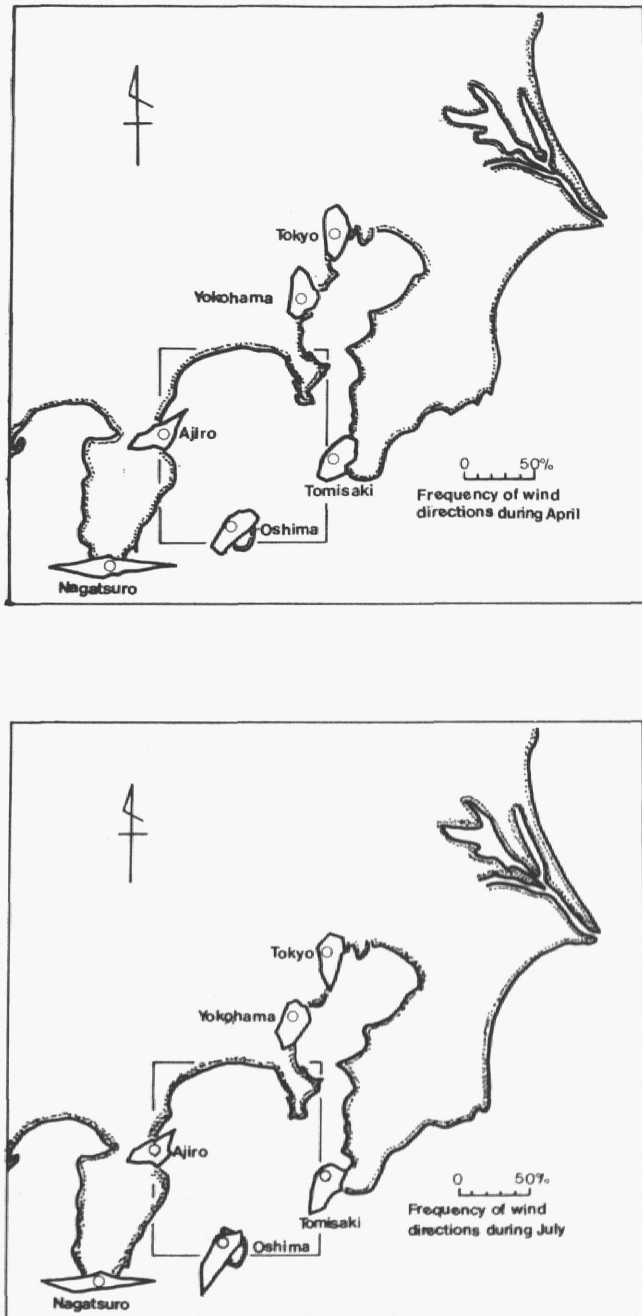 Tokyo
Yokohama
Ajiro
Tomisaki
0 50%
Frequency of wind
directions during April
Oshima
Nagatsuro
Tokyo
Yokohama
Ajiro
0 50%
Tomisaki
Frequency of wind
directions during July
Oshima
Nagatsuro